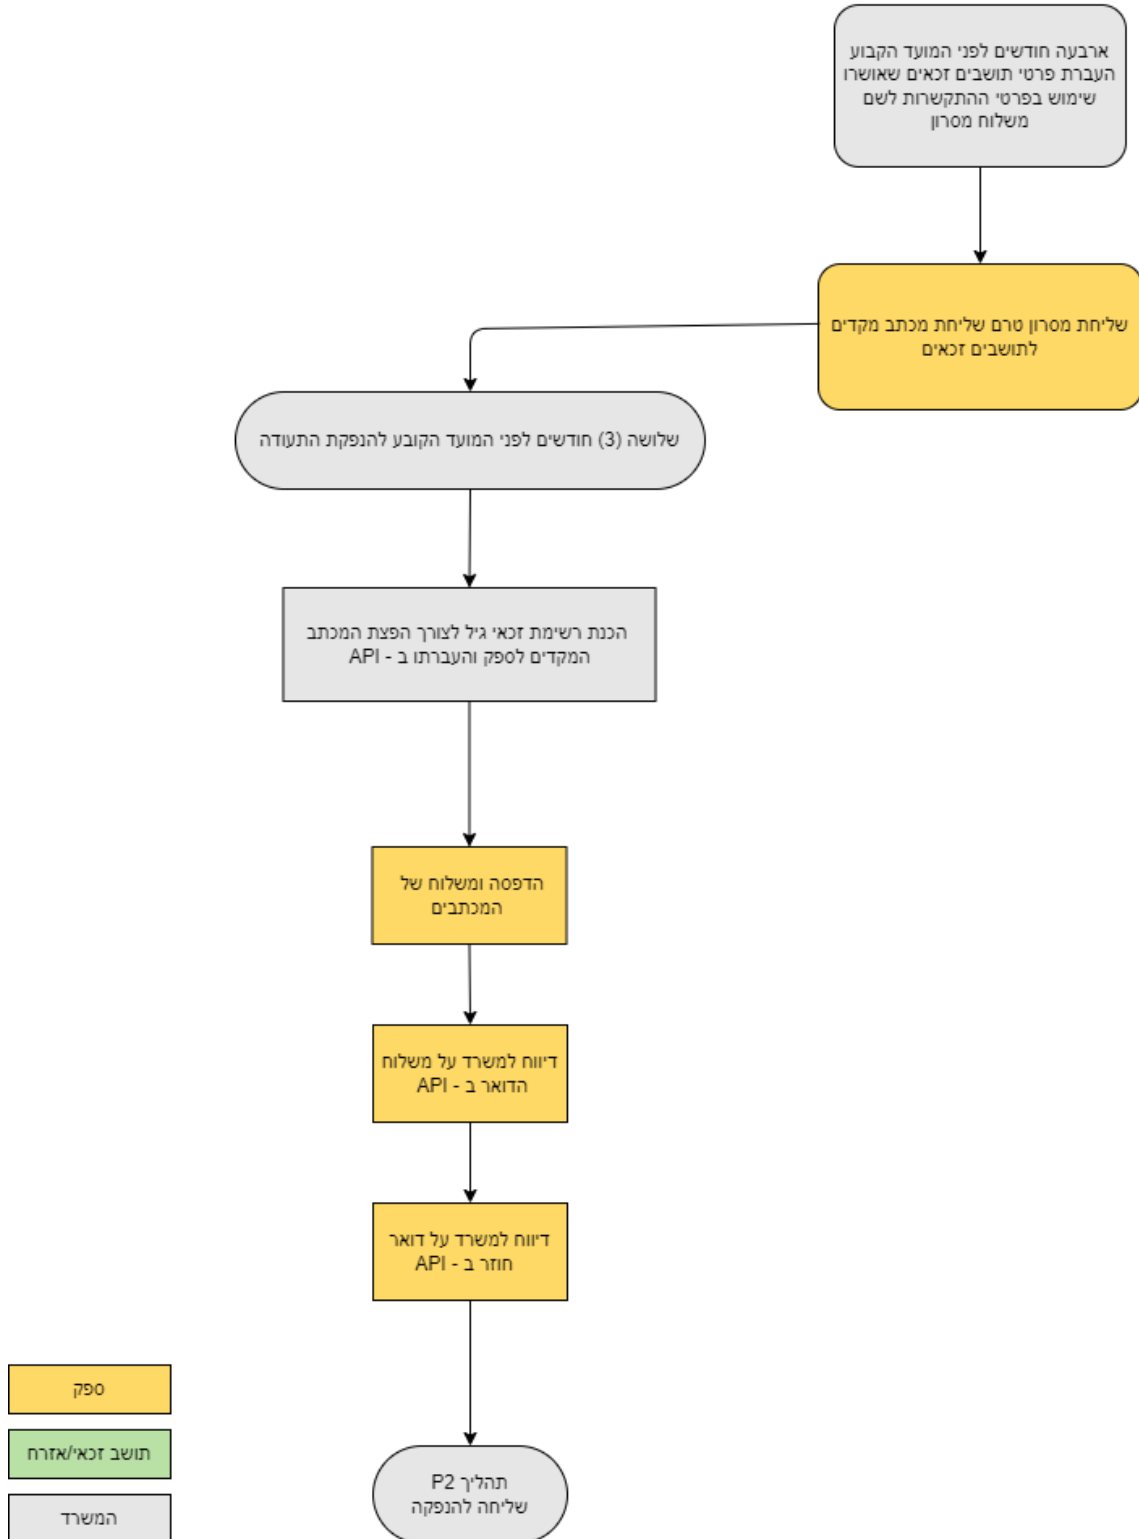 ארבעה חודשים לפני המועד הקבוע
העברת פרטי תושבים זכאים שאושרו
שימוש בפרטי ההתקשרות לשם
משלוח מסרון
שליחת מסרון טרם שליחת מכתב מקדים
לתושבים זכאים
שלושה (3) חודשים לפני המועד הקובע להנפקת התעודה
הכנת רשימת זכאי גיל לצורך הפצת המכתב
המקדים לספק והעברתו ב - API
הדפסה ומשלוח של
המכתבים
דיווח למשרד על משלוח
הדואר ב - API
דיווח למשרד על דואר
חוזר ב - API
תהליך P2
שליחה להנפקה
ספק
תושב זכאי/אזרח
המשרד